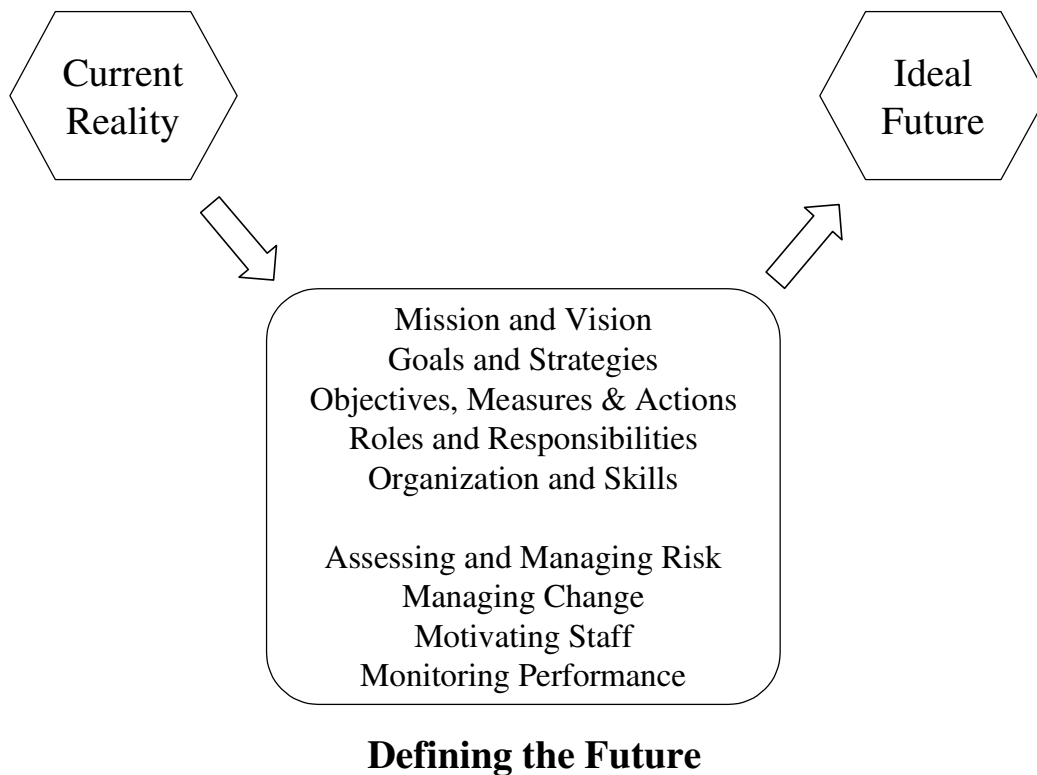 Current
Reality
Ideal
Future
Mission and Vision
Goals and Strategies
Objectives, Measures & Actions
Roles and Responsibilities
Organization and Skills
Assessing and Managing Risk
Managing Change
Motivating Staff
Monitoring Performance
Defining the Future